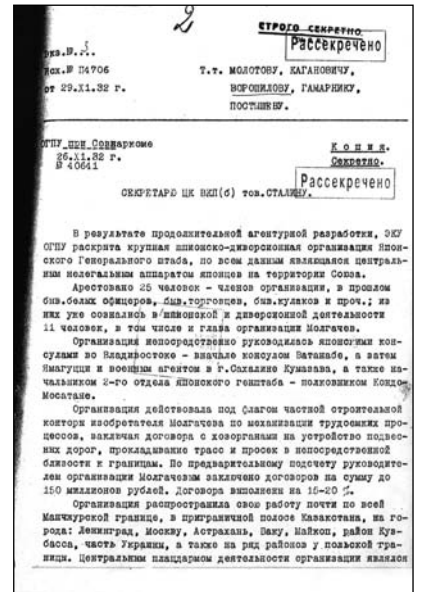 2
СТРОГО СЕКРЕТНО
Рассекречено
Экз.№
Исх.№ П4706
Т.т. МОЛОТОВУ, КАГАНОВИЧУ,
от 29.XI.32 г.
ВОРОШИЛОВУ, ГАМАРНИКУ,
ПОСТЫШЕВУ.
ОГПУ при Совнаркоме
26.XI.32 г.
№ 40641
Копия.
Секретно.
Рассекречено
СЕКРЕТАРЮ ЦК ВКП(б) тов.СТАЛИНУ.
В результате продолжительной агентурной разработки, ЭКУ
ОГПУ раскрыта крупная шпионско-диверсионная организация Япон-
ского Генерального штаба, по всем данным являющаяся централь-
ным нелегальным аппаратом японцев на территории Союза.
Арестовано 25 человек - членов организации, в прошлом
быв.белых офицеров, быв.торговцев, быв.кулаков и проч.; из
них уже сознались в шпионской и диверсионной деятельности
11 человек, в том числе и глава организации Молгачев.
Организация непосредственно руководилась японскими кон-
сулами во Владивостоке - вначале консулом Ватанабе, а затем
Ямагуцци и военным агентом в г.Сахалине Кумазава, а также на-
чальником 2-го отдела японского генштаба - полковником Кондо-
Мосатане.
Организация действовала под флагом частной строительной
конторы изобретателя Молгачева по механизации трудоемких про-
цессов, заключая договора с хозорганами на устройство подвес-
ных дорог, прокладывание трасс и просек в непосредственной
близости к границам. По предварительному подсчету руководите-
лем организации Молгачевым заключено договоров на сумму до
150 миллионов рублей. Договора выполнены на 15-20 %.
Организация распространила свою работу почти по всей
Манчжурской границе, в приграничной полосе Казакстана, на го-
рода: Ленинград, Москву, Астрахань, Баку, Майкоп, район Куз-
басса, часть Украины, а также на ряд районов у польской гра-
ницы. Центральным плацдармом деятельности организации являлся